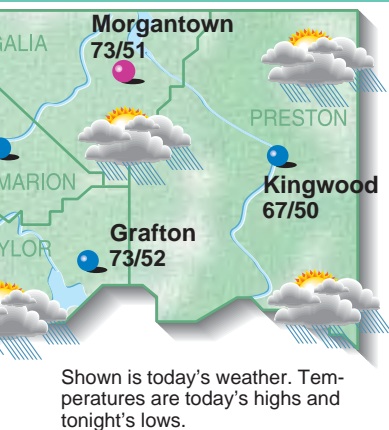 Morgantown
73/51
GALIA
PRESTON
MARION
Kingwood
67/50
Grafton
73/52
YLOR
Shown is today's weather. Tem-
peratures are today's highs and
tonight's lows.